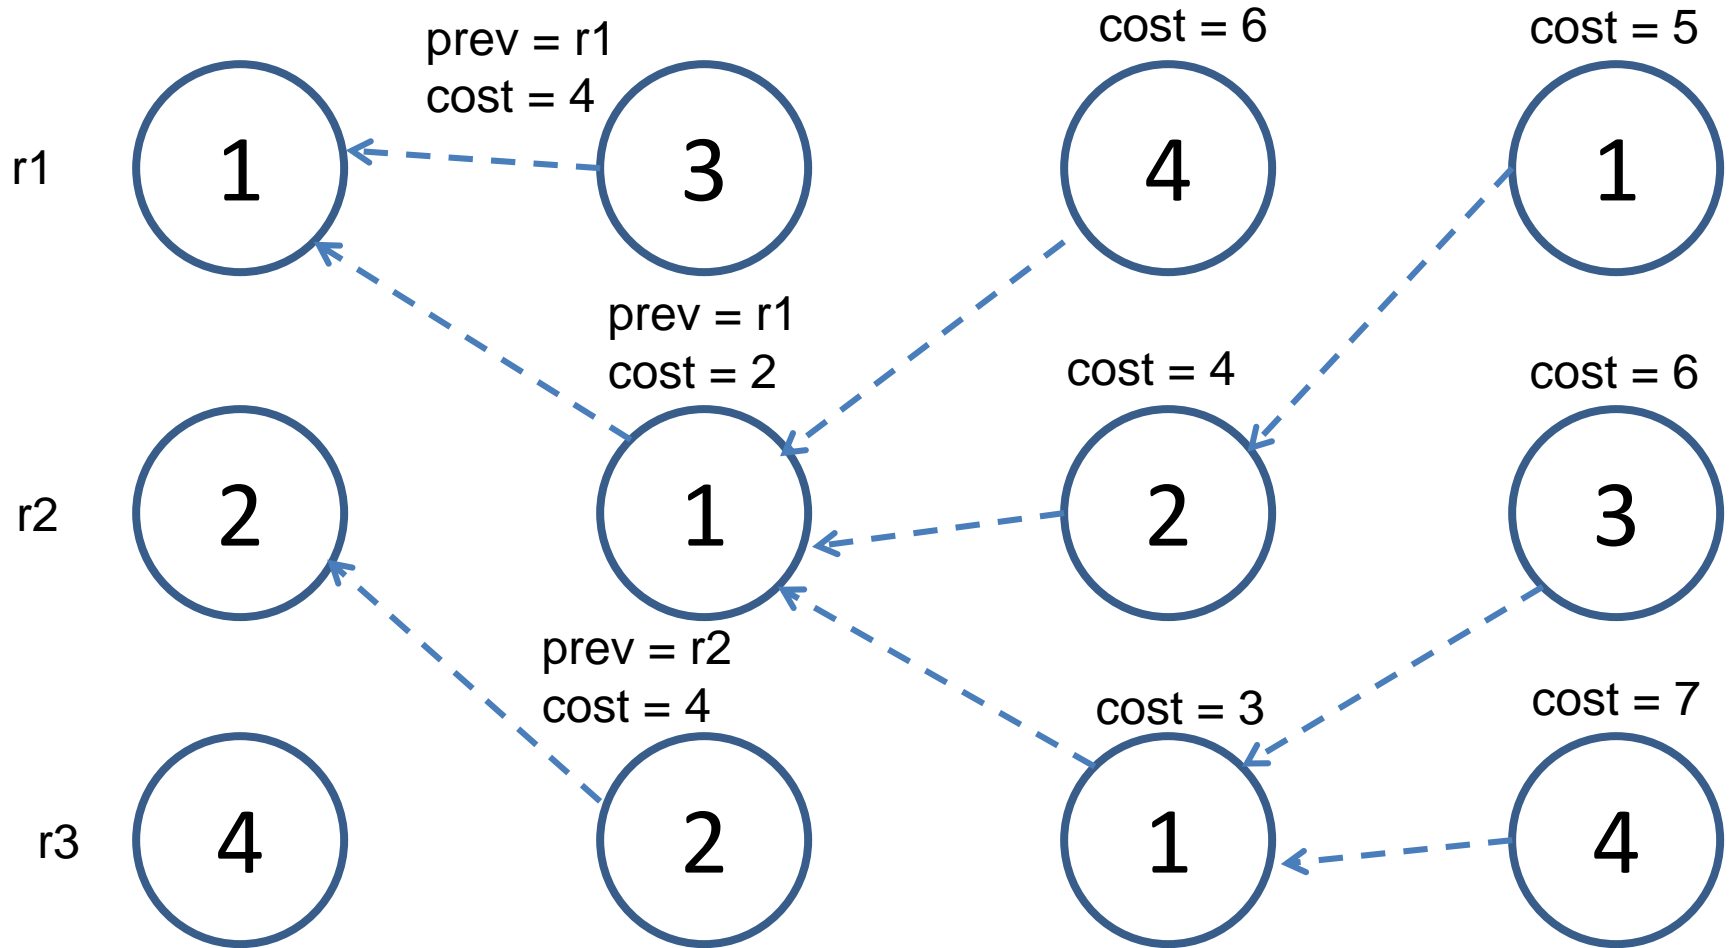 prev = r1
cost = 4
cost = 6
cost = 5
r1
1
3
4
1
prev = r1
cost = 2
cost = 4
cost = 6
r2
2
1
2
3
prev = r2
cost = 4
cost = 3
cost = 7
r3
4
2
1
4